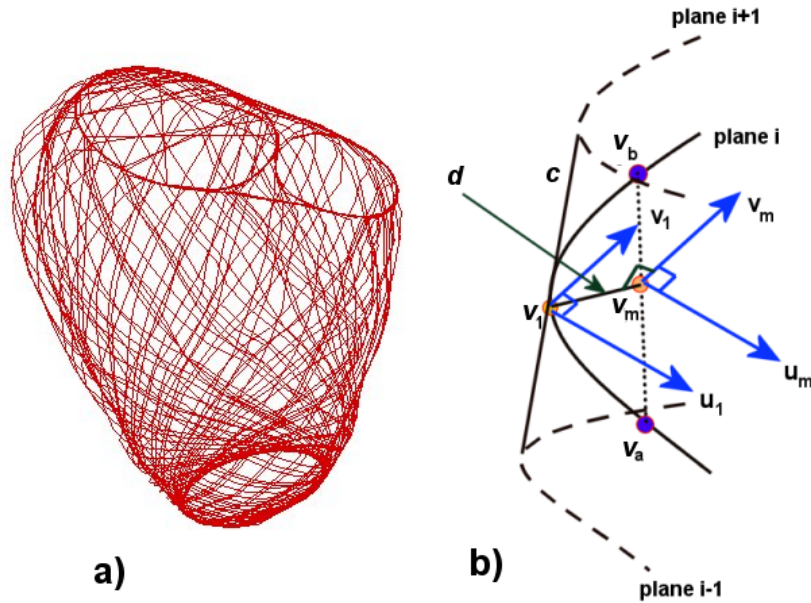 plane i+1
plane i
v_b
c
d
v_1
v_m
v_1
v_m
u_m
u_1
v_a
plane i-1
a)
b)